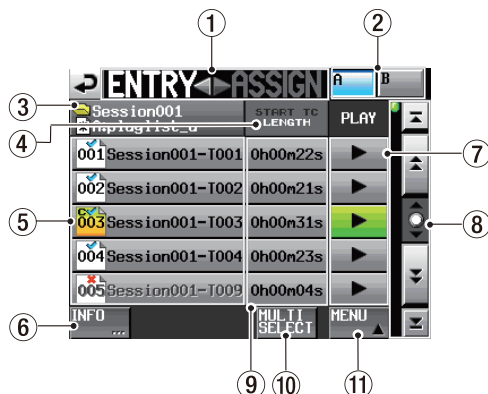 ① ②
ENTRY ASSIGN A B
③ Session001 START TC PLAY
④ A:playlist_a LENGTH
001 Session001-T001 0h00m22s ⑦
002 Session001-T002 0h00m21s
⑤ 003 Session001-T003 0h00m31s ⑧
004 Session001-T004 0h00m23s
005 Session001-T009 0h00m04s
⑥ INFO ... MULTI SELECT MENU
⑨ ⑩ ⑪